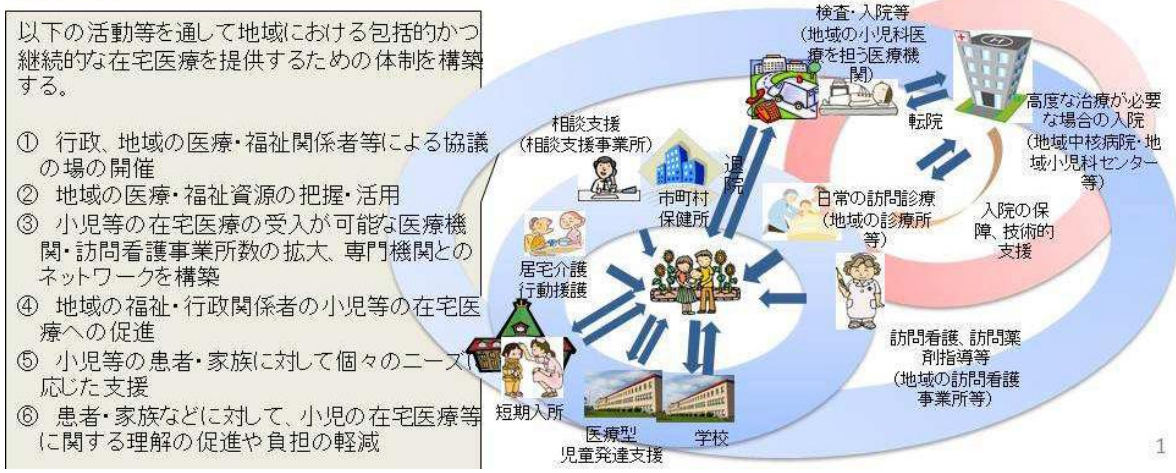 以下の活動等を通して地域における包括的かつ
継続的な在宅医療を提供するための体制を構築
する。
① 行政、地域の医療・福祉関係者等による協議
の場の開催
② 地域の医療・福祉資源の把握・活用
③ 小児等の在宅医療の受入が可能な医療機
関・訪問看護事業所数の拡大、専門機関との
ネットワークを構築
④ 地域の福祉・行政関係者の小児等の在宅医
療への促進
⑤ 小児等の患者・家族に対して個々のニーズに
応じた支援
⑥ 患者・家族などに対して、小児の在宅医療等
に関する理解の促進や負担の軽減
検査・入院等
(地域の小児科医
療を担う医療機
関)
転院
高度な治療が必要
な場合の入院
(地域中核病院・地
域小児科センター
等)
相談支援
(相談支援事業所)
市町村
保健所
退院
日常の訪問診療
(地域の診療所
等)
入院の保
障、技術的
支援
居宅介護
行動援護
訪問看護、訪問薬
剤指導等
(地域の訪問看護
事業所等)
短期入所
医療型
児童発達支援
学校
1